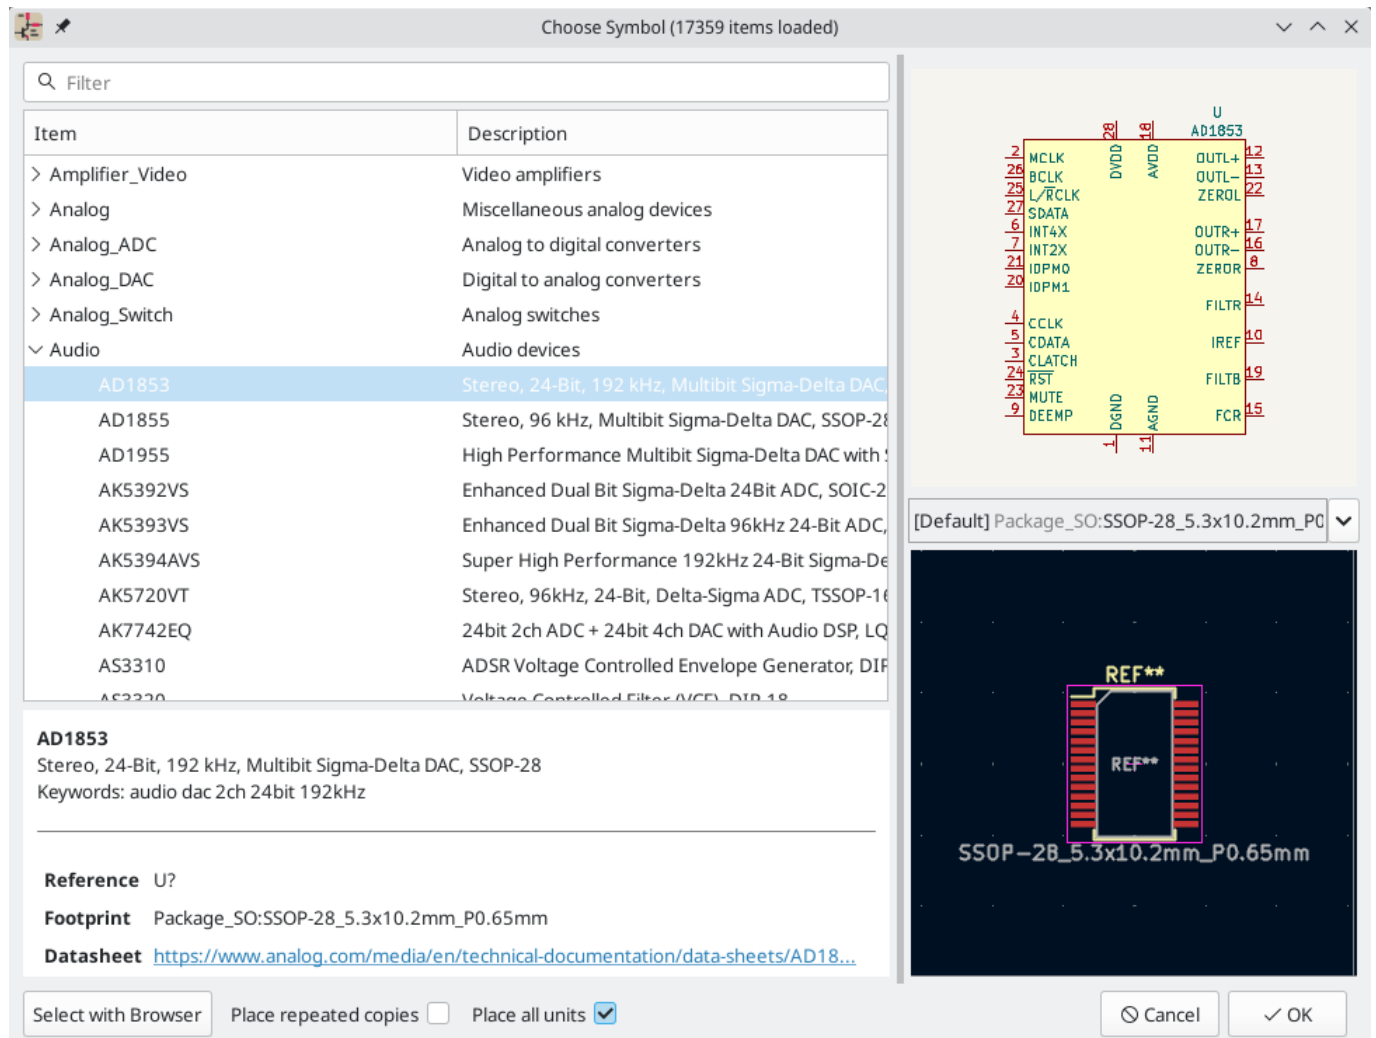 Choose Symbol (17359 items loaded)
Filter
Item Description
Amplifier_Video Video amplifiers
Analog Miscellaneous analog devices
Analog_ADC Analog to digital converters
Analog_DAC Digital to analog converters
Analog_Switch Analog switches
Audio Audio devices
AD1853 Stereo, 24-Bit, 192 kHz, Multibit Sigma-Delta DAC,
AD1855 Stereo, 96 kHz, Multibit Sigma-Delta DAC, SSOP-28
AD1955 High Performance Multibit Sigma-Delta DAC with
AK5392VS Enhanced Dual Bit Sigma-Delta 24Bit ADC, SOIC-2
AK5393VS Enhanced Dual Bit Sigma-Delta 96kHz 24-Bit ADC,
AK5394AVS Super High Performance 192kHz 24-Bit Sigma-De
AK5720VT Stereo, 96kHz, 24-Bit, Delta-Sigma ADC, TSSOP-16
AK7742EQ 24bit 2ch ADC + 24bit 4ch DAC with Audio DSP, LQ
AS3310 ADSR Voltage Controlled Envelope Generator, DIP
AS3320 Voltage Controlled Filter (VCF), DIP-18
AD1853
Stereo, 24-Bit, 192 kHz, Multibit Sigma-Delta DAC, SSOP-28
Keywords: audio dac 2ch 24bit 192kHz
Reference U?
Footprint Package_SO:SSOP-28_5.3x10.2mm_P0.65mm
Datasheet https://www.analog.com/media/en/technical-documentation/data-sheets/AD18...
Select with Browser Place repeated copies Place all units
U
AD1853
28 DVDD
18 AVDD
2 MCLK
26 BCLK
25 L/RCLK
27 SDATA
6 INT4X
7 INT2X
21 IDPM0
20 IDPM1
4 CCLK
5 CDATA
3 CLATCH
24 RST
23 MUTE
9 DEEMP
OUTL+ 12
OUTL− 13
ZEROL 22
OUTR+ 17
OUTR− 16
ZEROR 8
FILTR 14
IREF 10
FILTB 19
FCR 15
DGND 1
AGND 11
[Default] Package_SO:SSOP-28_5.3x10.2mm_P0
REF**
REF**
SSOP-28_5.3x10.2mm_P0.65mm
Cancel OK